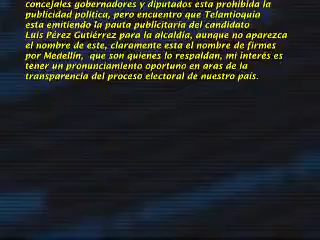 concejales gobernadores y diputados esta prohibida la
publicidad política, pero encuentro que Telantioquia
esta emitiendo la pauta publicitaria del candidato
Luis Pérez Gutiérrez para la alcaldía, aunque no aparezca
el nombre de este, claramente esta el nombre de firmes
por Medellín, que son quienes lo respaldan, mi interés es
tener un pronunciamiento oportuno en aras de la
transparencia del proceso electoral de nuestro país.